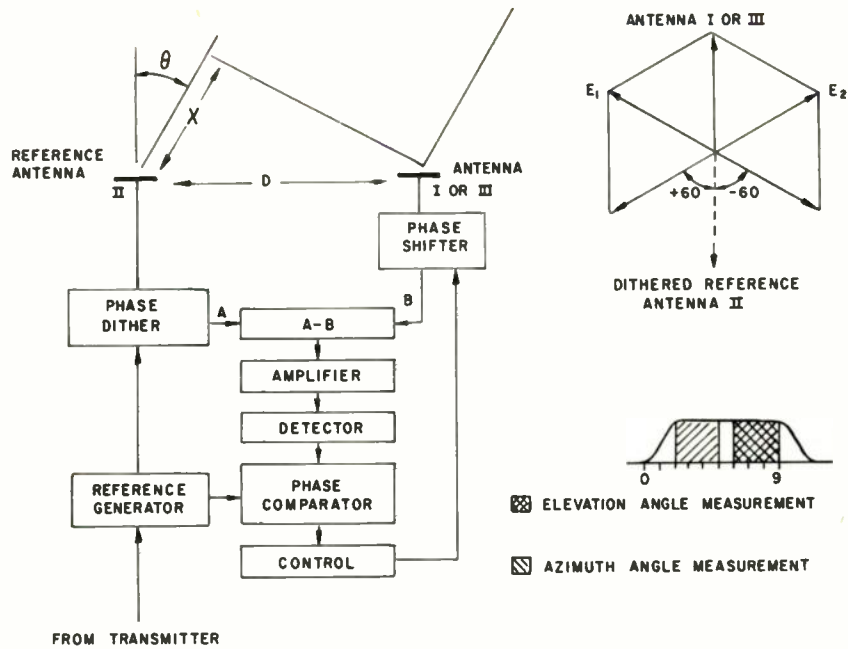 θ
X
REFERENCE
ANTENNA
II
D
ANTENNA
I OR III
PHASE
SHIFTER
PHASE
DITHER
A
B
A-B
AMPLIFIER
DETECTOR
REFERENCE
GENERATOR
PHASE
COMPARATOR
CONTROL
FROM TRANSMITTER
ANTENNA I OR III
E1
E2
+60
-60
DITHERED REFERENCE
ANTENNA II
0
9
ELEVATION ANGLE MEASUREMENT
AZIMUTH ANGLE MEASUREMENT